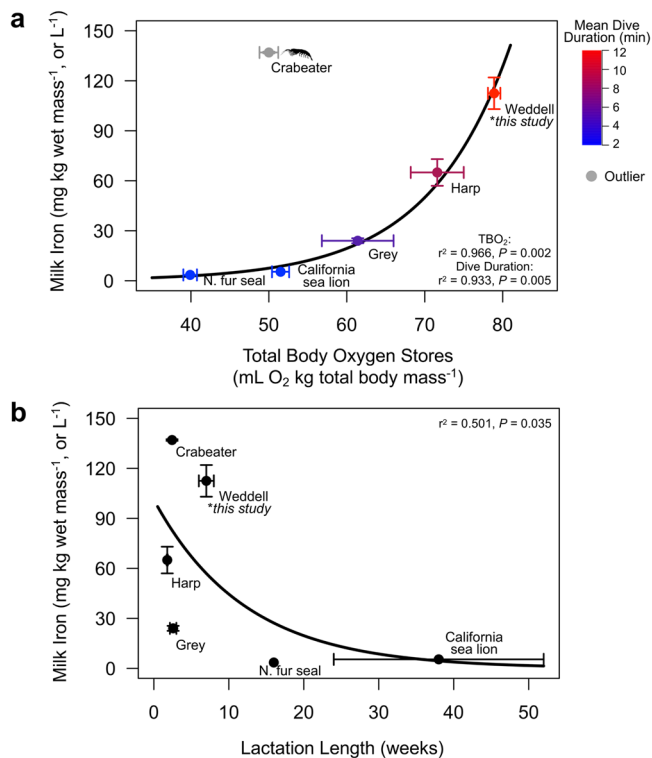 a
Milk Iron (mg kg wet mass⁻¹, or L⁻¹)
150
120
90
60
30
0
Crabeater
Weddell
*this study
Harp
Grey
California
sea lion
N. fur seal
TBO₂:
r² = 0.966, P = 0.002
Dive Duration:
r² = 0.933, P = 0.005
40
50
60
70
80
Total Body Oxygen Stores
(mL O₂ kg total body mass⁻¹)
Mean Dive
Duration (min)
12
10
8
6
4
2
Outlier
b
Milk Iron (mg kg wet mass⁻¹, or L⁻¹)
150
120
90
60
30
0
r² = 0.501, P = 0.035
Crabeater
Weddell
*this study
Harp
Grey
N. fur seal
California
sea lion
0
10
20
30
40
50
Lactation Length (weeks)